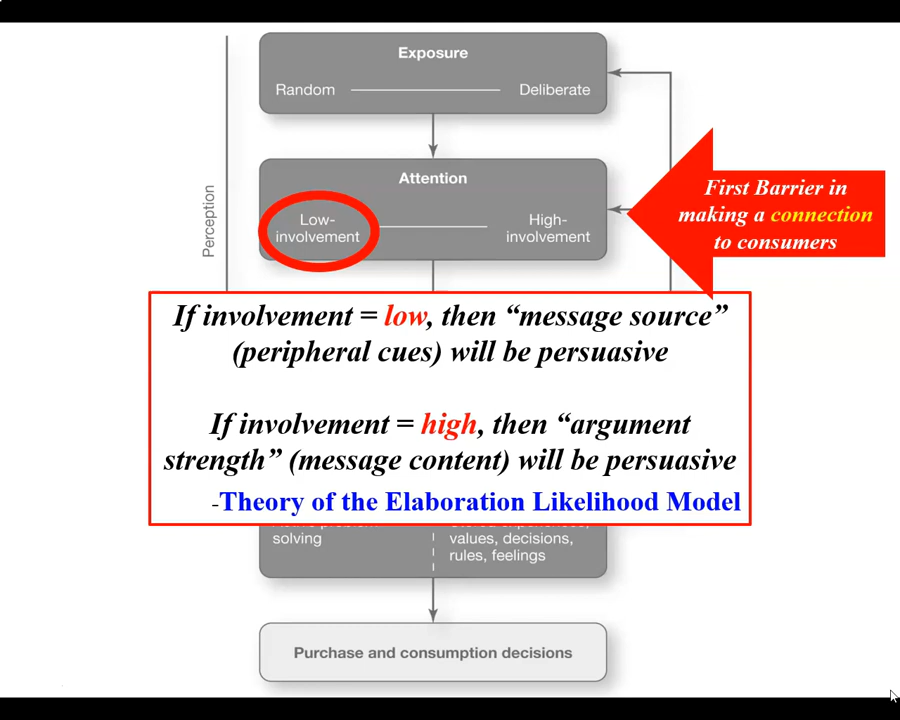 Exposure
Random
Deliberate
Attention
Low-
involvement
High-
involvement
Perception
First Barrier in
making a connection
to consumers
If involvement = low, then “message source”
(peripheral cues) will be persuasive
If involvement = high, then “argument
strength” (message content) will be persuasive
-Theory of the Elaboration Likelihood Model
solving
values, decisions,
rules, feelings
Purchase and consumption decisions